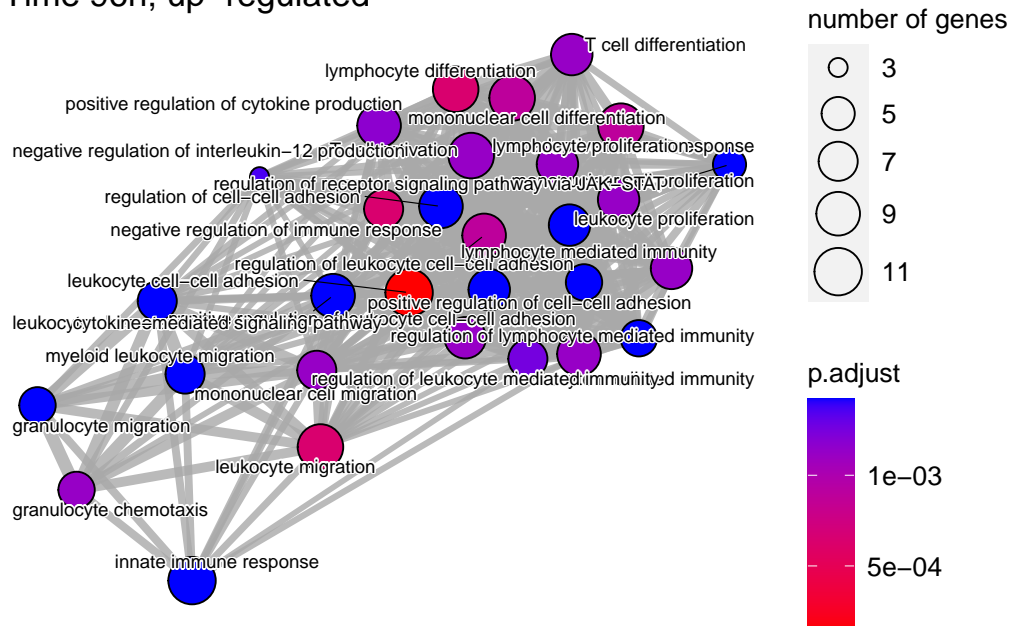 Time 96h, up-regulated
number of genes
T cell differentiation
lymphocyte differentiation
3
positive regulation of cytokine production
5
mononuclear cell differentiation
negative regulation of interleukin−12 production
lymphocyte proliferation
7
regulation of receptor signaling pathway via JAK−STAT
proliferation
regulation of cell−cell adhesion
9
leukocyte proliferation
negative regulation of immune response
lymphocyte mediated immunity
regulation of leukocyte cell−cell adhesion
11
leukocyte cell−cell adhesion
positive regulation of cell−cell adhesion
cytokine−mediated signaling pathway
leukocyte cell−cell adhesion
regulation of lymphocyte mediated immunity
myeloid leukocyte migration
p.adjust
regulation of leukocyte mediated immunity
mononuclear cell migration
granulocyte migration
leukocyte migration
1e−03
granulocyte chemotaxis
innate immune response
5e−04